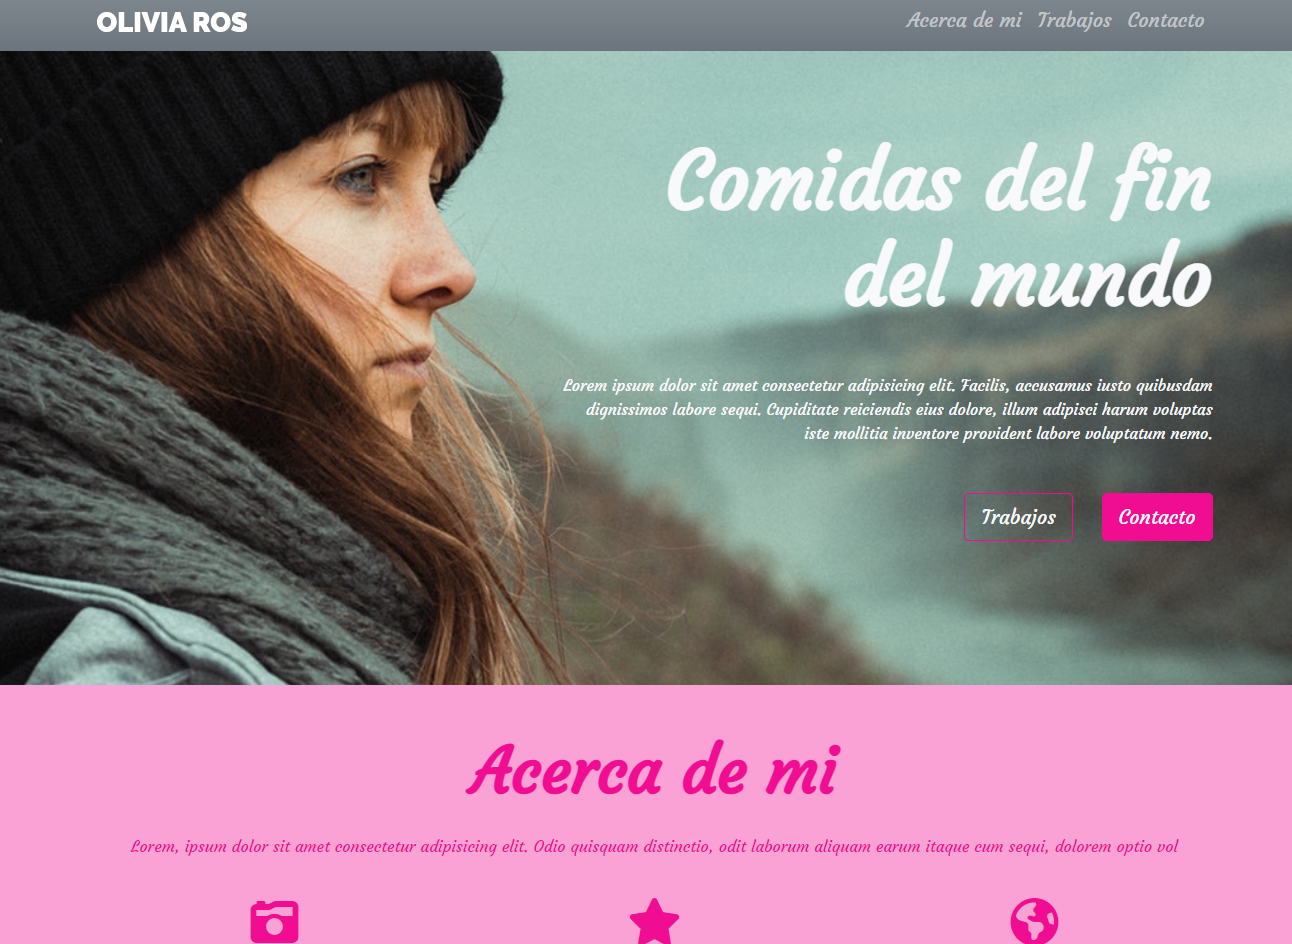 OLIVIA ROS
Acerca de mi Trabajos Contacto
Comidas del fin
del mundo
Lorem ipsum dolor sit amet consectetur adipisicing elit. Facilis, accusamus iusto quibusdam
dignissimos labore sequi. Cupiditate reiciendis eius dolore, illum adipisci harum voluptas
iste mollitia inventore provident labore voluptatum nemo.
Trabajos Contacto
Acerca de mi
Lorem, ipsum dolor sit amet consectetur adipisicing elit. Odio quisquam distinctio, odit laborum aliquam earum itaque cum sequi, dolorem optio vol